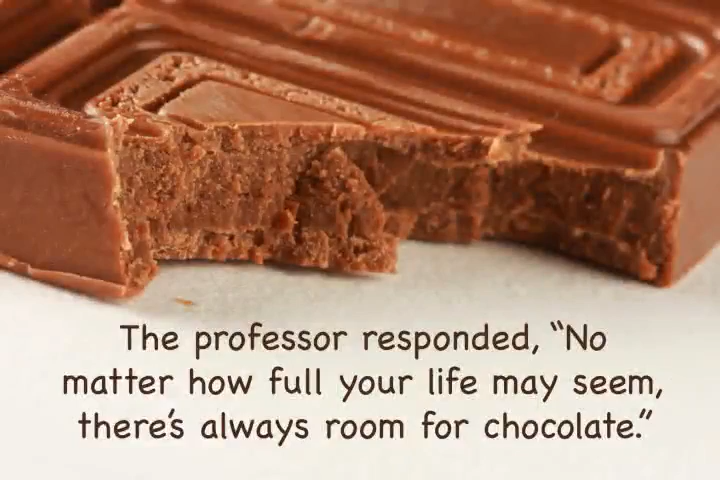 The professor responded, “No
matter how full your life may seem,
there’s always room for chocolate.”